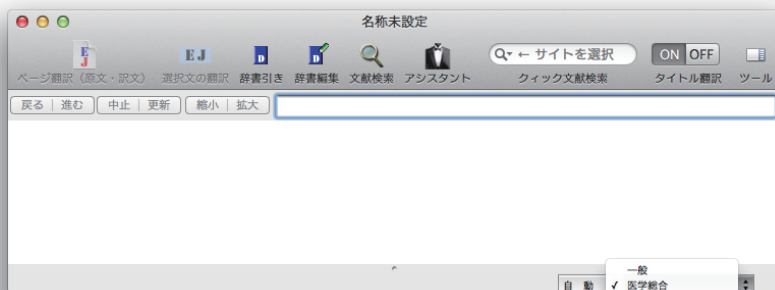 名称未設定
← サイトを選択 ON OFF
ページ翻訳（原文・訳文） 選択文の翻訳 辞書引き 辞書編集 文献検索 アシスタント クィック文献検索 タイトル翻訳 ツール
戻る 進む 中止 更新 縮小 拡大
一般
自 動 ✓ 医学総合